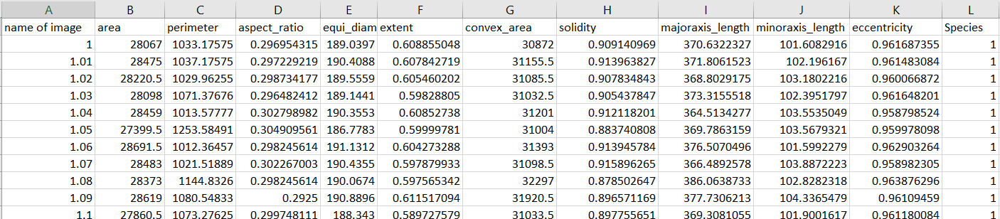 A B C D E F G H I J K L
name of image area perimeter aspect_ratio equi_diam extent convex_area solidity majoraxis_length minoraxis_length eccentricity Species
1 28067 1033.17575 0.296954315 189.0397 0.608855048 30872 0.909140969 370.6322327 101.6082916 0.961687355 1
1.01 28475 1037.17575 0.297229219 190.4088 0.607842719 31155.5 0.913963827 371.8061523 102.196167 0.961483084 1
1.02 28220.5 1029.96255 0.298734177 189.5559 0.605460202 31085.5 0.907834843 368.8029175 103.1802216 0.960066872 1
1.03 28098 1071.37676 0.296482412 189.1441 0.59828805 31032.5 0.905437847 373.3155518 102.3951797 0.961648201 1
1.04 28459 1013.57777 0.302798982 190.3553 0.60852738 31201 0.912118201 364.5134277 103.5535049 0.958798524 1
1.05 27399.5 1253.58491 0.304909561 186.7783 0.59999781 31004 0.883740808 369.7863159 103.5679321 0.959978098 1
1.06 28691.5 1012.36457 0.298245614 191.1312 0.604273288 31393 0.913945784 376.5070496 101.5992279 0.962903264 1
1.07 28483 1021.51889 0.302267003 190.4355 0.597879933 31098.5 0.915896265 366.4892578 103.8872223 0.958982305 1
1.08 28373 1144.8326 0.298245614 190.0674 0.597565342 32297 0.878502647 386.0638733 102.8282318 0.963876296 1
1.09 28619 1080.54833 0.2925 190.8896 0.611517094 31920.5 0.896571169 377.7306213 104.3365479 0.96109459 1
1.1 27860.5 1073.27625 0.299748111 188.343 0.589727579 31033.5 0.897755651 369.3081055 101.9001617 0.961180084 1